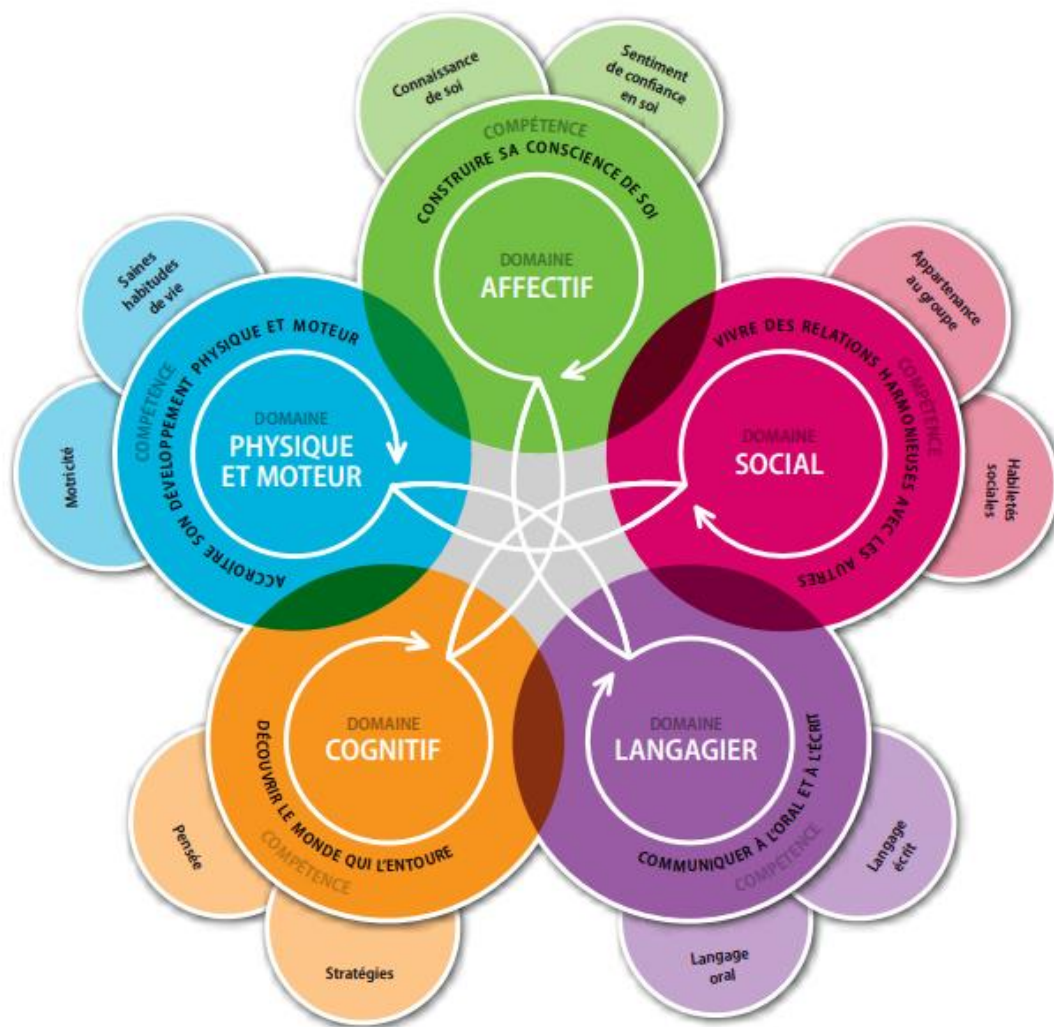 Connaissance
de soi
Sentiment
de confiance
en soi
COMPÉTENCE
CONSTRUIRE SA CONSCIENCE DE SOI
DOMAINE
AFFECTIF
Saines
habitudes
de vie
Motricité
COMPÉTENCE
ACCROÎTRE SON DÉVELOPPEMENT PHYSIQUE ET MOTEUR
DOMAINE
PHYSIQUE
ET MOTEUR
Appartenance
au groupe
Habiletés
sociales
COMPÉTENCE
VIVRE DES RELATIONS HARMONIEUSES AVEC LES AUTRES
DOMAINE
SOCIAL
DOMAINE
COGNITIF
DÉCOUVRIR LE MONDE QUI L'ENTOURE
COMPÉTENCE
Pensée
Stratégies
DOMAINE
LANGAGIER
COMMUNIQUER À L'ORAL ET À L'ÉCRIT
COMPÉTENCE
Langage
écrit
Langage
oral